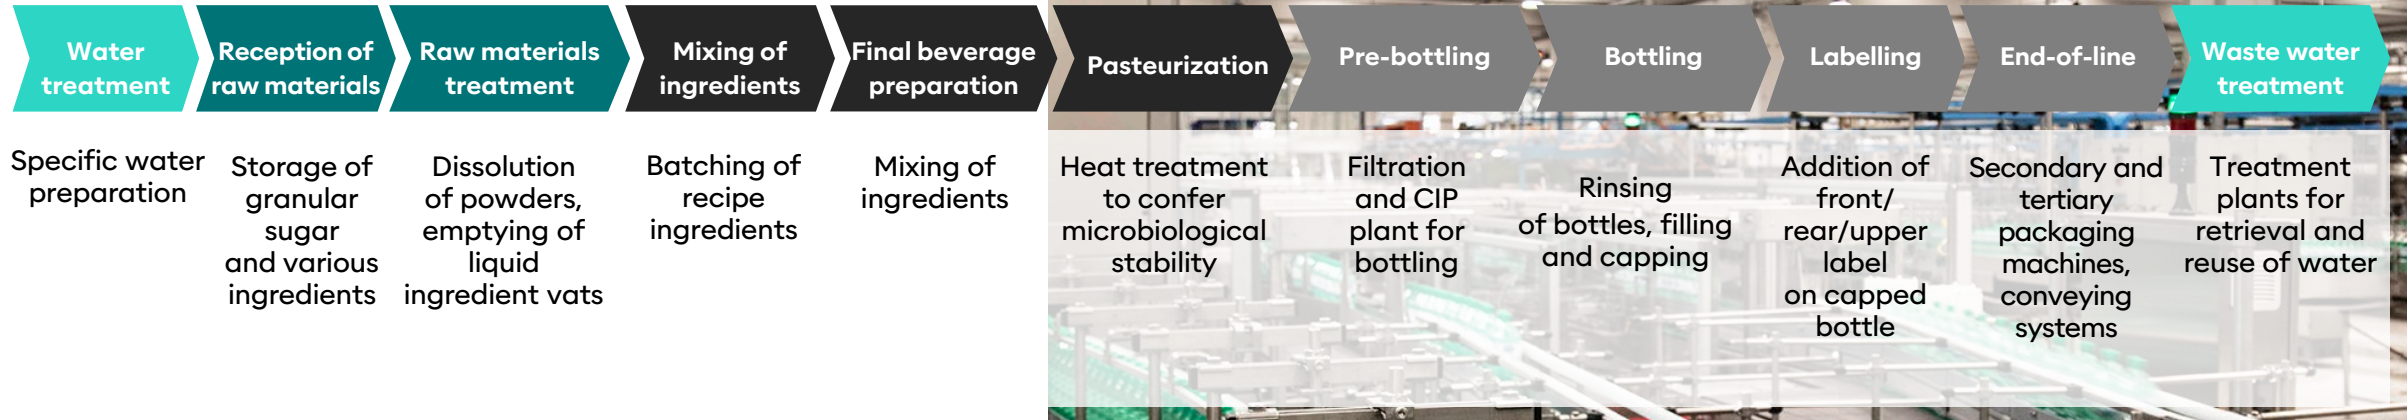 Water
treatment
Reception of
raw materials
Raw materials
treatment
Mixing of
ingredients
Final beverage
preparation
Pasteurization
Pre-bottling
Bottling
Labelling
End-of-line
Waste water
treatment
Specific water
preparation
Storage of
granular
sugar
and various
ingredients
Dissolution
of powders,
emptying of
liquid
ingredient vats
Batching of
recipe
ingredients
Mixing of
ingredients
Heat treatment
to confer
microbiological
stability
Filtration
and CIP
plant for
bottling
Rinsing
of bottles, filling
and capping
Addition of
front/
rear/upper
label
on capped
bottle
Secondary and
tertiary
packaging
machines,
conveying
systems
Treatment
plants for
retrieval and
reuse of water